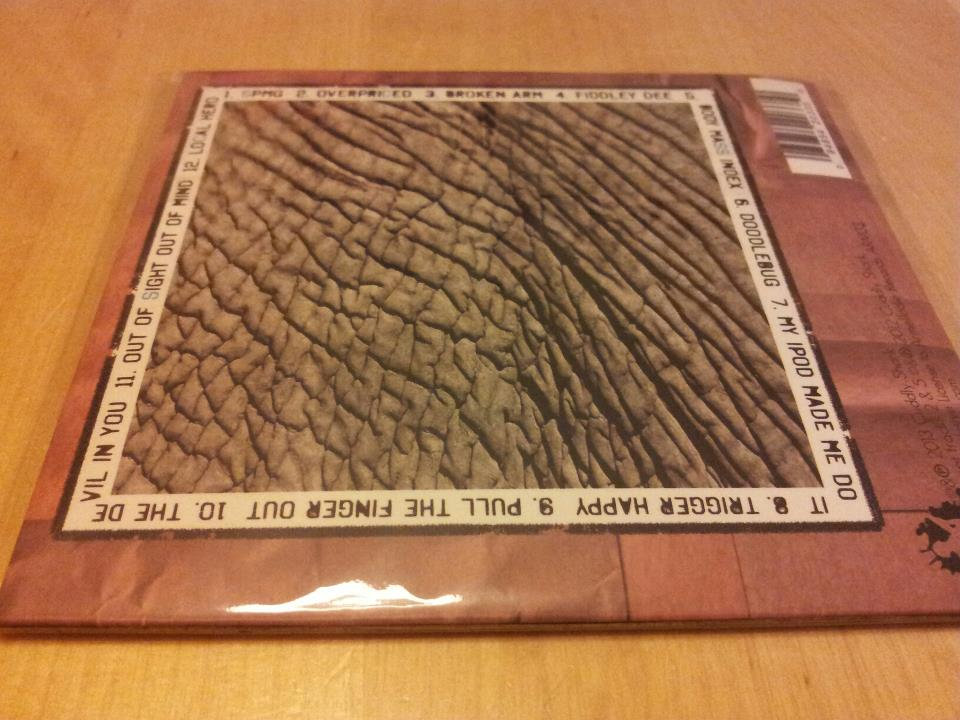 1. SPMG 2. OVERPRICED 3. BROKEN ARM 4. FIDDLEY DEE 5.
BODY MASS INDEX 6. DOODLEBUG 7. MY IPOD MADE ME DO
IT 8. TRIGGER HAPPY 9. PULL THE FINGER OUT 10. THE DE
VIL IN YOU 11. OUT OF SIGHT OUT OF MIND 12. LOCAL HERO
2013